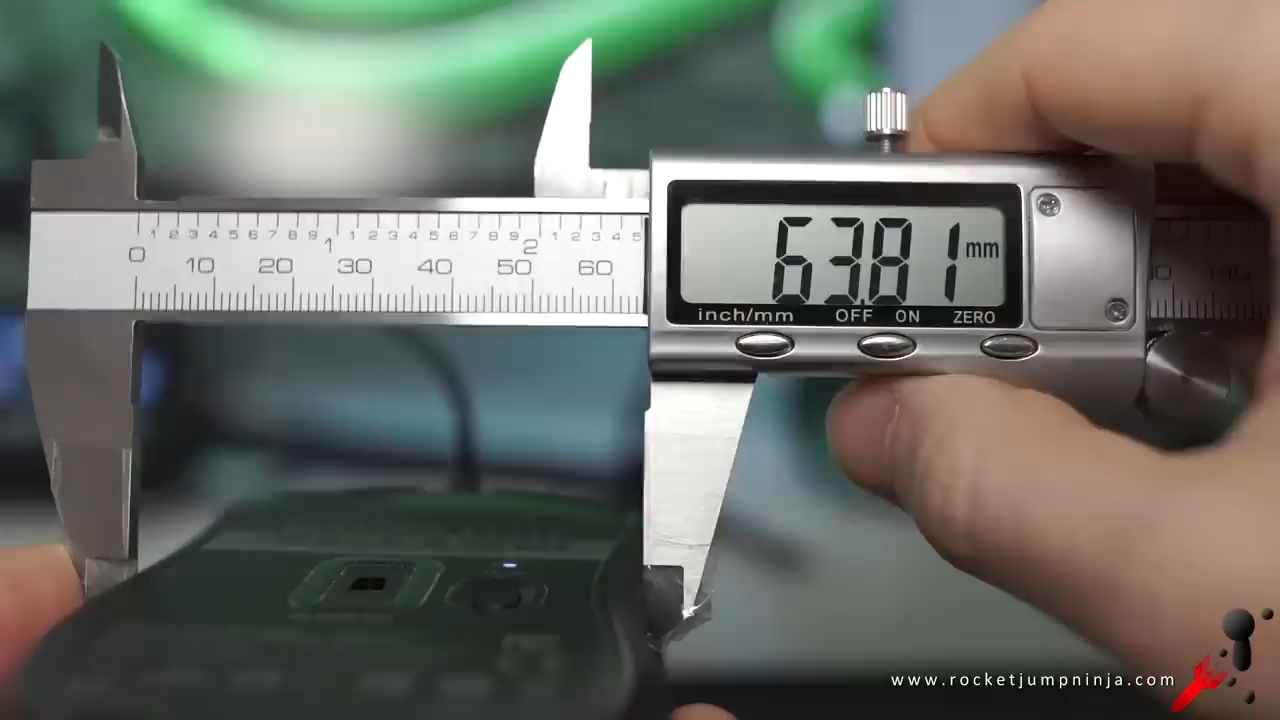 1 2 3 4 5 6 7 8 9 1 1 2 3 4 5 6 7 8 9 2 1 2 3 4 5
0 10 20 30 40 50 60
63.81 mm
inch/mm OFF ON ZERO
www.rocketjumpninja.com